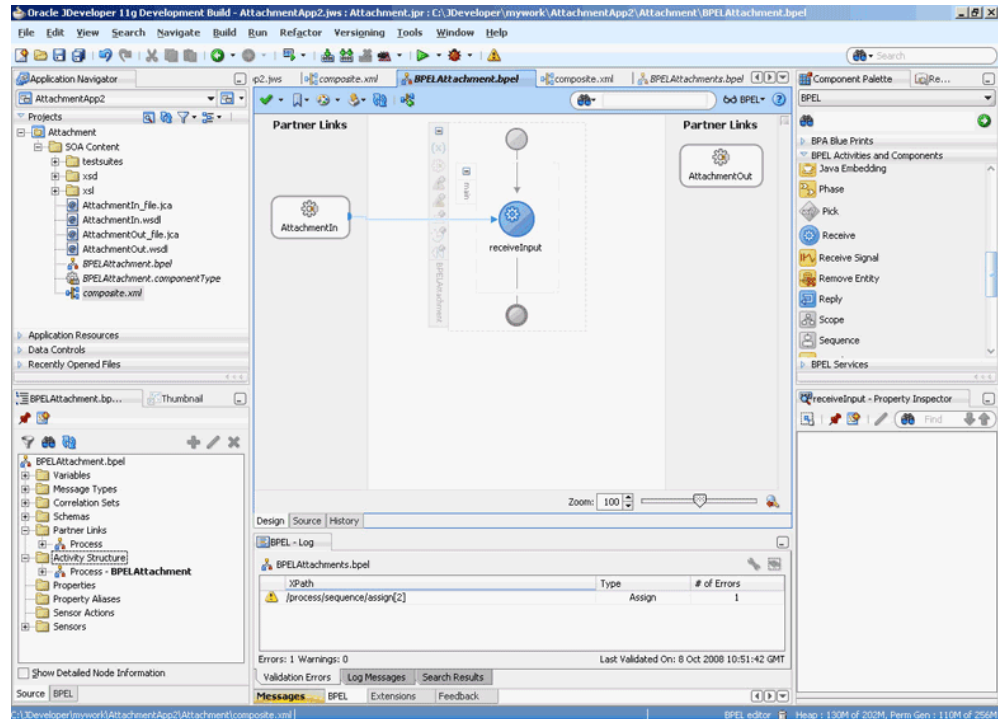 Oracle JDeveloper 11g Development Build - AttachmentApp2.jws : Attachment.jpr : C:\JDeveloper\mywork\AttachmentApp2\Attachment\BPELAttachment.bpel
File Edit View Search Navigate Build Run Refactor Versioning Tools Window Help
Search
Application Navigator
AttachmentApp2
Projects
Attachment
SOA Content
testsuites
xsd
xsl
AttachmentIn_file.jca
AttachmentIn.wsdl
AttachmentOut_file.jca
AttachmentOut.wsdl
BPELAttachment.bpel
BPELAttachment.componentType
composite.xml
Application Resources
Data Controls
Recently Opened Files
BPELAttachment.bp...
Thumbnail
BPELAttachment.bpel
Variables
Message Types
Correlation Sets
Schemas
Partner Links
Process
Activity Structure
Process - BPELAttachment
Properties
Property Aliases
Sensor Actions
Sensors
Show Detailed Node Information
Source BPEL
p2.jws composite.xml BPELAttachment.bpel composite.xml BPELAttachments.bpel
BPEL
Partner Links
Partner Links
AttachmentIn
main
BPELAttachment
receiveInput
AttachmentOut
Zoom: 100
Design Source History
BPEL - Log
BPELAttachments.bpel
XPath Type # of Errors
/process/sequence/assign[2] Assign 1
Errors: 1 Warnings: 0 Last Validated On: 8 Oct 2008 10:51:42 GMT
Validation Errors Log Messages Search Results
Messages BPEL Extensions Feedback
Component Palette Re...
BPEL
BPA Blue Prints
BPEL Activities and Components
Java Embedding
Phase
Pick
Receive
Receive Signal
Remove Entity
Reply
Scope
Sequence
BPEL Services
receiveInput - Property Inspector
Find
C:\JDeveloper\mywork\AttachmentApp2\Attachment\composite.xml BPEL editor Heap : 130M of 202M, Perm Gen : 110M of 256M